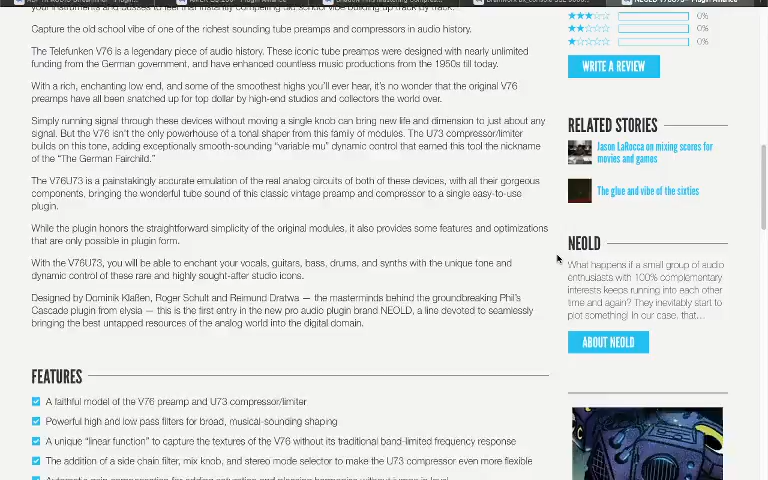 Capture the old school vibe of one of the richest sounding tube preamps and compressors in audio history.
The Telefunken V76 is a legendary piece of audio history. These iconic tube preamps were designed with nearly unlimited
funding from the German government, and have enhanced countless music productions from the 1950s till today.
With a rich, enchanting low end, and some of the smoothest highs you'll ever hear, it's no wonder that the original V76
preamps have all been snatched up for top dollar by high-end studios and collectors the world over.
Simply running signal through these devices without moving a single knob can bring new life and dimension to just about any
signal. But the V76 isn't the only powerhouse of a tonal shaper from this family of modules. The U73 compressor/limiter
builds on this tone, adding exceptionally smooth-sounding "variable mu" dynamic control that earned this tool the nickname
of the "The German Fairchild."
The V76U73 is a painstakingly accurate emulation of the real analog circuits of both of these devices, with all their gorgeous
components, bringing the wonderful tube sound of this classic vintage preamp and compressor to a single easy-to-use
plugin.
While the plugin honors the straightforward simplicity of the original modules, it also provides some features and optimizations
that are only possible in plugin form.
With the V76U73, you will be able to enchant your vocals, guitars, bass, drums, and synths with the unique tone and
dynamic control of these rare and highly sought-after studio icons.
Designed by Dominik Klaßen, Roger Schult and Reimund Dratwa — the masterminds behind the groundbreaking Phil's
Cascade plugin from elysia — this is the first entry in the new pro audio plugin brand NEOLD, a line devoted to seamlessly
bringing the best untapped resources of the analog world into the digital domain.
FEATURES
A faithful model of the V76 preamp and U73 compressor/limiter
Powerful high and low pass filters for broad, musical-sounding shaping
A unique "linear function" to capture the textures of the V76 without its traditional band-limited frequency response
The addition of a side chain filter, mix knob, and stereo mode selector to make the U73 compressor even more flexible
0%
0%
0%
WRITE A REVIEW
RELATED STORIES
Jason LaRocca on mixing scores for
movies and games
The glue and vibe of the sixties
NEOLD
What happens if a small group of audio
enthusiasts with 100% complementary
interests keeps running into each other
time and again? They inevitably start to
plot something! In our case, that…
ABOUT NEOLD